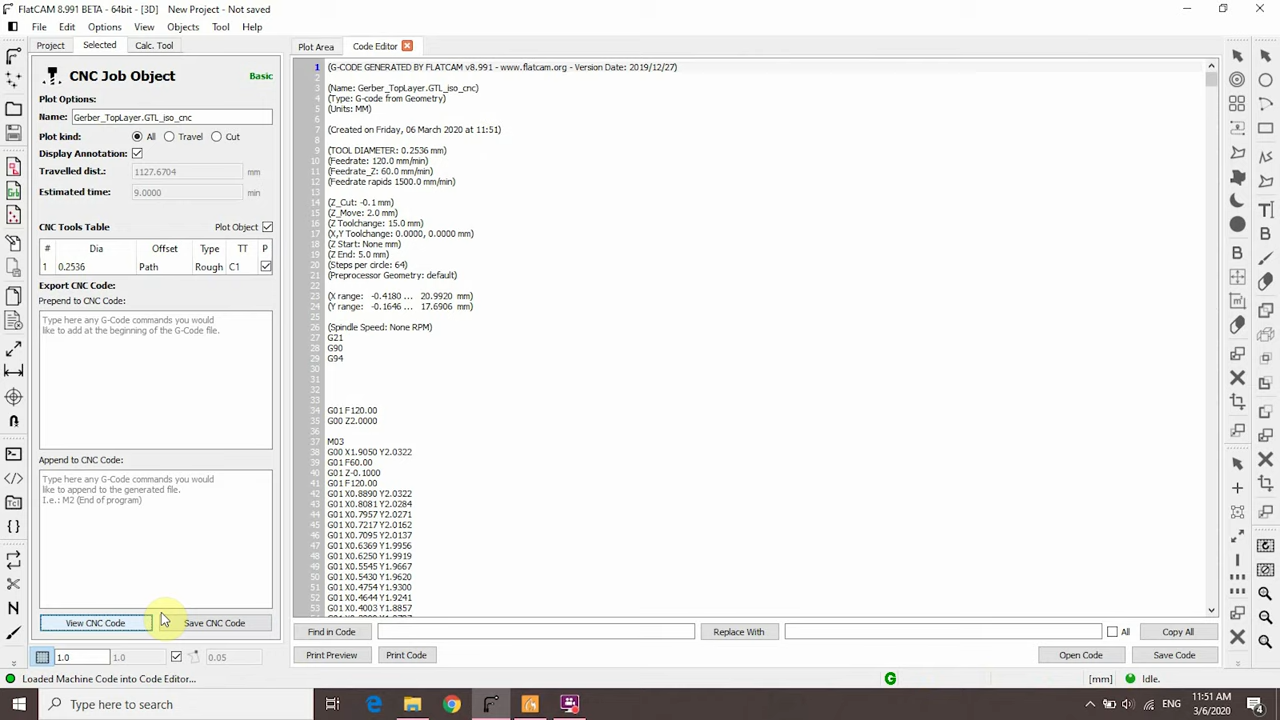 FlatCAM 8.991 BETA - 64bit - [3D] New Project - Not saved
File Edit Options View Objects Tool Help
Project Selected Calc. Tool
Plot Area Code Editor
CNC Job Object Basic
Plot Options:
Name: Gerber_TopLayer.GTL_iso_cnc
Plot kind: All Travel Cut
Display Annotation:
Travelled dist.: 1127.6704 mm
Estimated time: 9.0000 min
CNC Tools Table Plot Object
# Dia Offset Type TT P
1 0.2536 Path Rough C1
Export CNC Code:
Prepend to CNC Code:
Type here any G-Code commands you would
like to add at the beginning of the G-Code file.
Append to CNC Code:
Type here any G-Code commands you would
like to append to the generated file.
I.e.: M2 (End of program)
View CNC Code Save CNC Code
1.0 1.0 0.05
1 (G-CODE GENERATED BY FLATCAM v8.991 - www.flatcam.org - Version Date: 2019/12/27)
2
3 (Name: Gerber_TopLayer.GTL_iso_cnc)
4 (Type: G-code from Geometry)
5 (Units: MM)
6
7 (Created on Friday, 06 March 2020 at 11:51)
8
9 (TOOL DIAMETER: 0.2536 mm)
10 (Feedrate: 120.0 mm/min)
11 (Feedrate_Z: 60.0 mm/min)
12 (Feedrate rapids 1500.0 mm/min)
13
14 (Z_Cut: -0.1 mm)
15 (Z_Move: 2.0 mm)
16 (Z Toolchange: 15.0 mm)
17 (X,Y Toolchange: 0.0000, 0.0000 mm)
18 (Z Start: None mm)
19 (Z End: 5.0 mm)
20 (Steps per circle: 64)
21 (Preprocessor Geometry: default)
22
23 (X range: -0.4180 ... 20.9920 mm)
24 (Y range: -0.1646 ... 17.6906 mm)
25
26 (Spindle Speed: None RPM)
27 G21
28 G90
29 G94
30
31
32
33
34 G01 F120.00
35 G00 Z2.0000
36
37 M03
38 G00 X1.9050 Y2.0322
39 G01 F60.00
40 G01 Z-0.1000
41 G01 F120.00
42 G01 X0.8890 Y2.0322
43 G01 X0.8081 Y2.0284
44 G01 X0.7957 Y2.0271
45 G01 X0.7217 Y2.0162
46 G01 X0.7095 Y2.0137
47 G01 X0.6369 Y1.9956
48 G01 X0.6250 Y1.9919
49 G01 X0.5545 Y1.9667
50 G01 X0.5430 Y1.9620
51 G01 X0.4754 Y1.9300
52 G01 X0.4644 Y1.9241
53 G01 X0.4003 Y1.8857
Find in Code Replace With All Copy All
Print Preview Print Code Open Code Save Code
Loaded Machine Code into Code Editor... [mm] Idle.
Type here to search
ENG
11:51 AM
3/6/2020
4